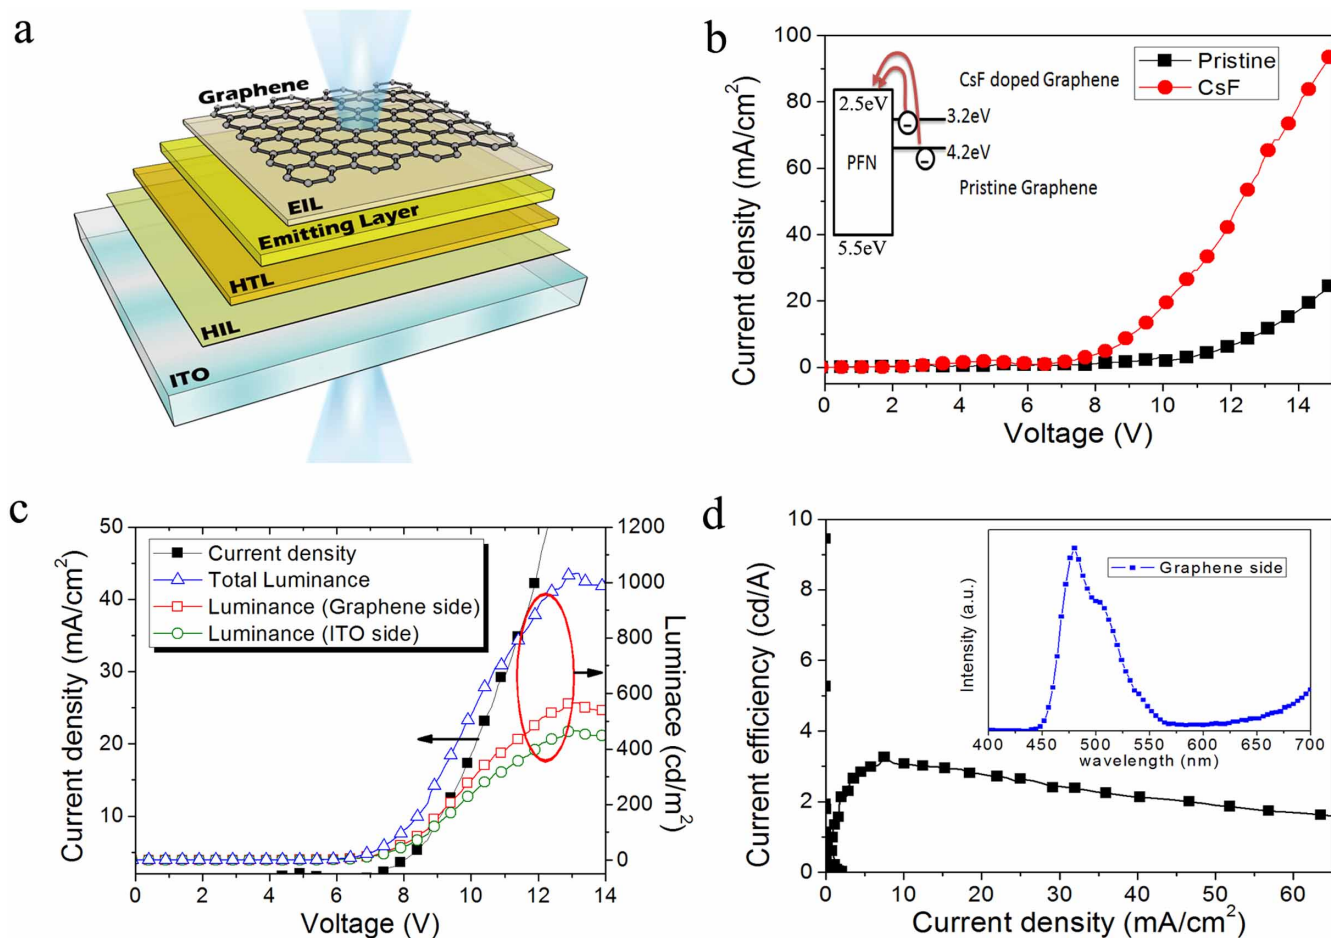 a
Graphene
EIL
Emitting Layer
HTL
HIL
ITO
b
Current density (mA/cm²)
100
80
60
40
20
0
0 2 4 6 8 10 12 14
Voltage (V)
Pristine
CsF
CsF doped Graphene
2.5eV
3.2eV
4.2eV
PFN
Pristine Graphene
5.5eV
c
Current density (mA/cm²)
50
40
30
20
10
0 2 4 6 8 10 12 14
Voltage (V)
Current density
Total Luminance
Luminance (Graphene side)
Luminance (ITO side)
1200
1000
800
600
400
200
0
Luminace (cd/m²)
d
Current efficiency (cd/A)
10
8
6
4
2
0
0 10 20 30 40 50 60
Current density (mA/cm²)
Graphene side
Intensity (a.u.)
400 450 500 550 600 650 700
wavelength (nm)